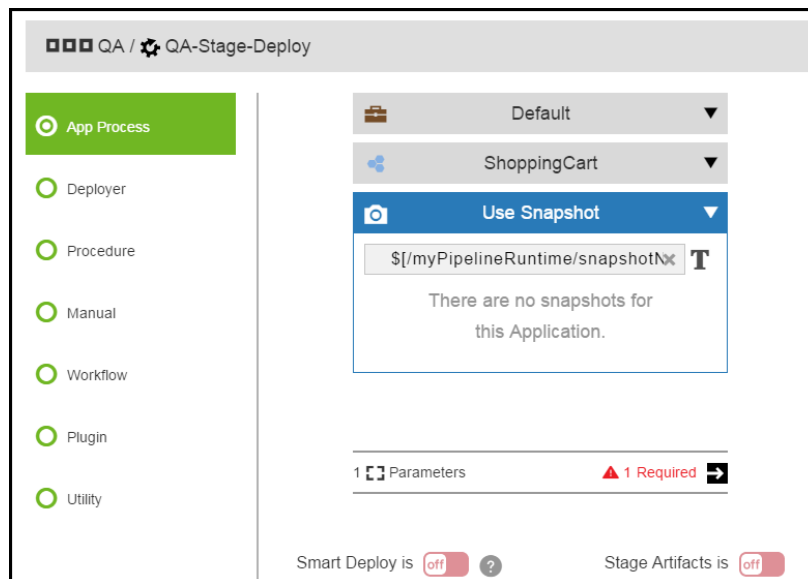 QA / QA-Stage-Deploy
App Process
Deployer
Procedure
Manual
Workflow
Plugin
Utility
Default
ShoppingCart
Use Snapshot
$[/myPipelineRuntime/snapshotN
T
There are no snapshots for
this Application.
1 Parameters
1 Required
Smart Deploy is off ?
Stage Artifacts is off